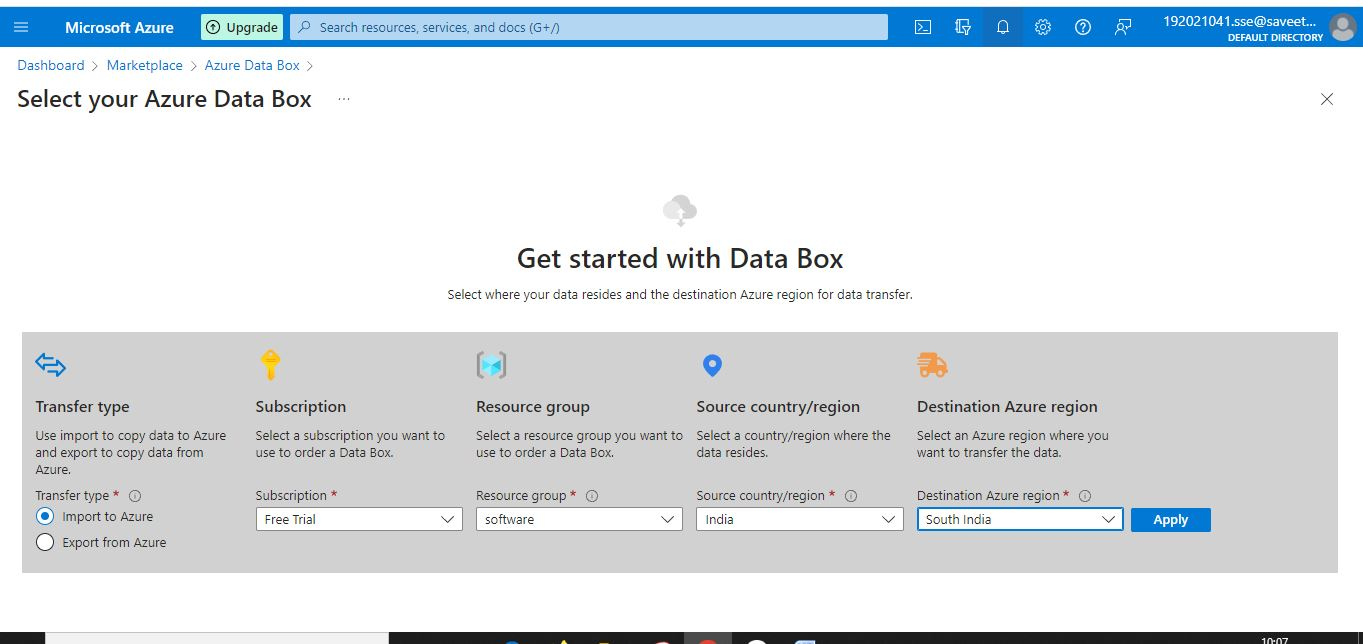 Microsoft Azure
Upgrade
Search resources, services, and docs (G+/)
192021041.sse@saveet...
DEFAULT DIRECTORY
Dashboard > Marketplace > Azure Data Box >
Select your Azure Data Box ...
Get started with Data Box
Select where your data resides and the destination Azure region for data transfer.
Transfer type
Use import to copy data to Azure
and export to copy data from
Azure.
Transfer type *
Import to Azure
Export from Azure
Subscription
Select a subscription you want to
use to order a Data Box.
Subscription *
Free Trial
Resource group
Select a resource group you want to
use to order a Data Box.
Resource group *
software
Source country/region
Select a country/region where the
data resides.
Source country/region *
India
Destination Azure region
Select an Azure region where you
want to transfer the data.
Destination Azure region *
South India
Apply
10:07